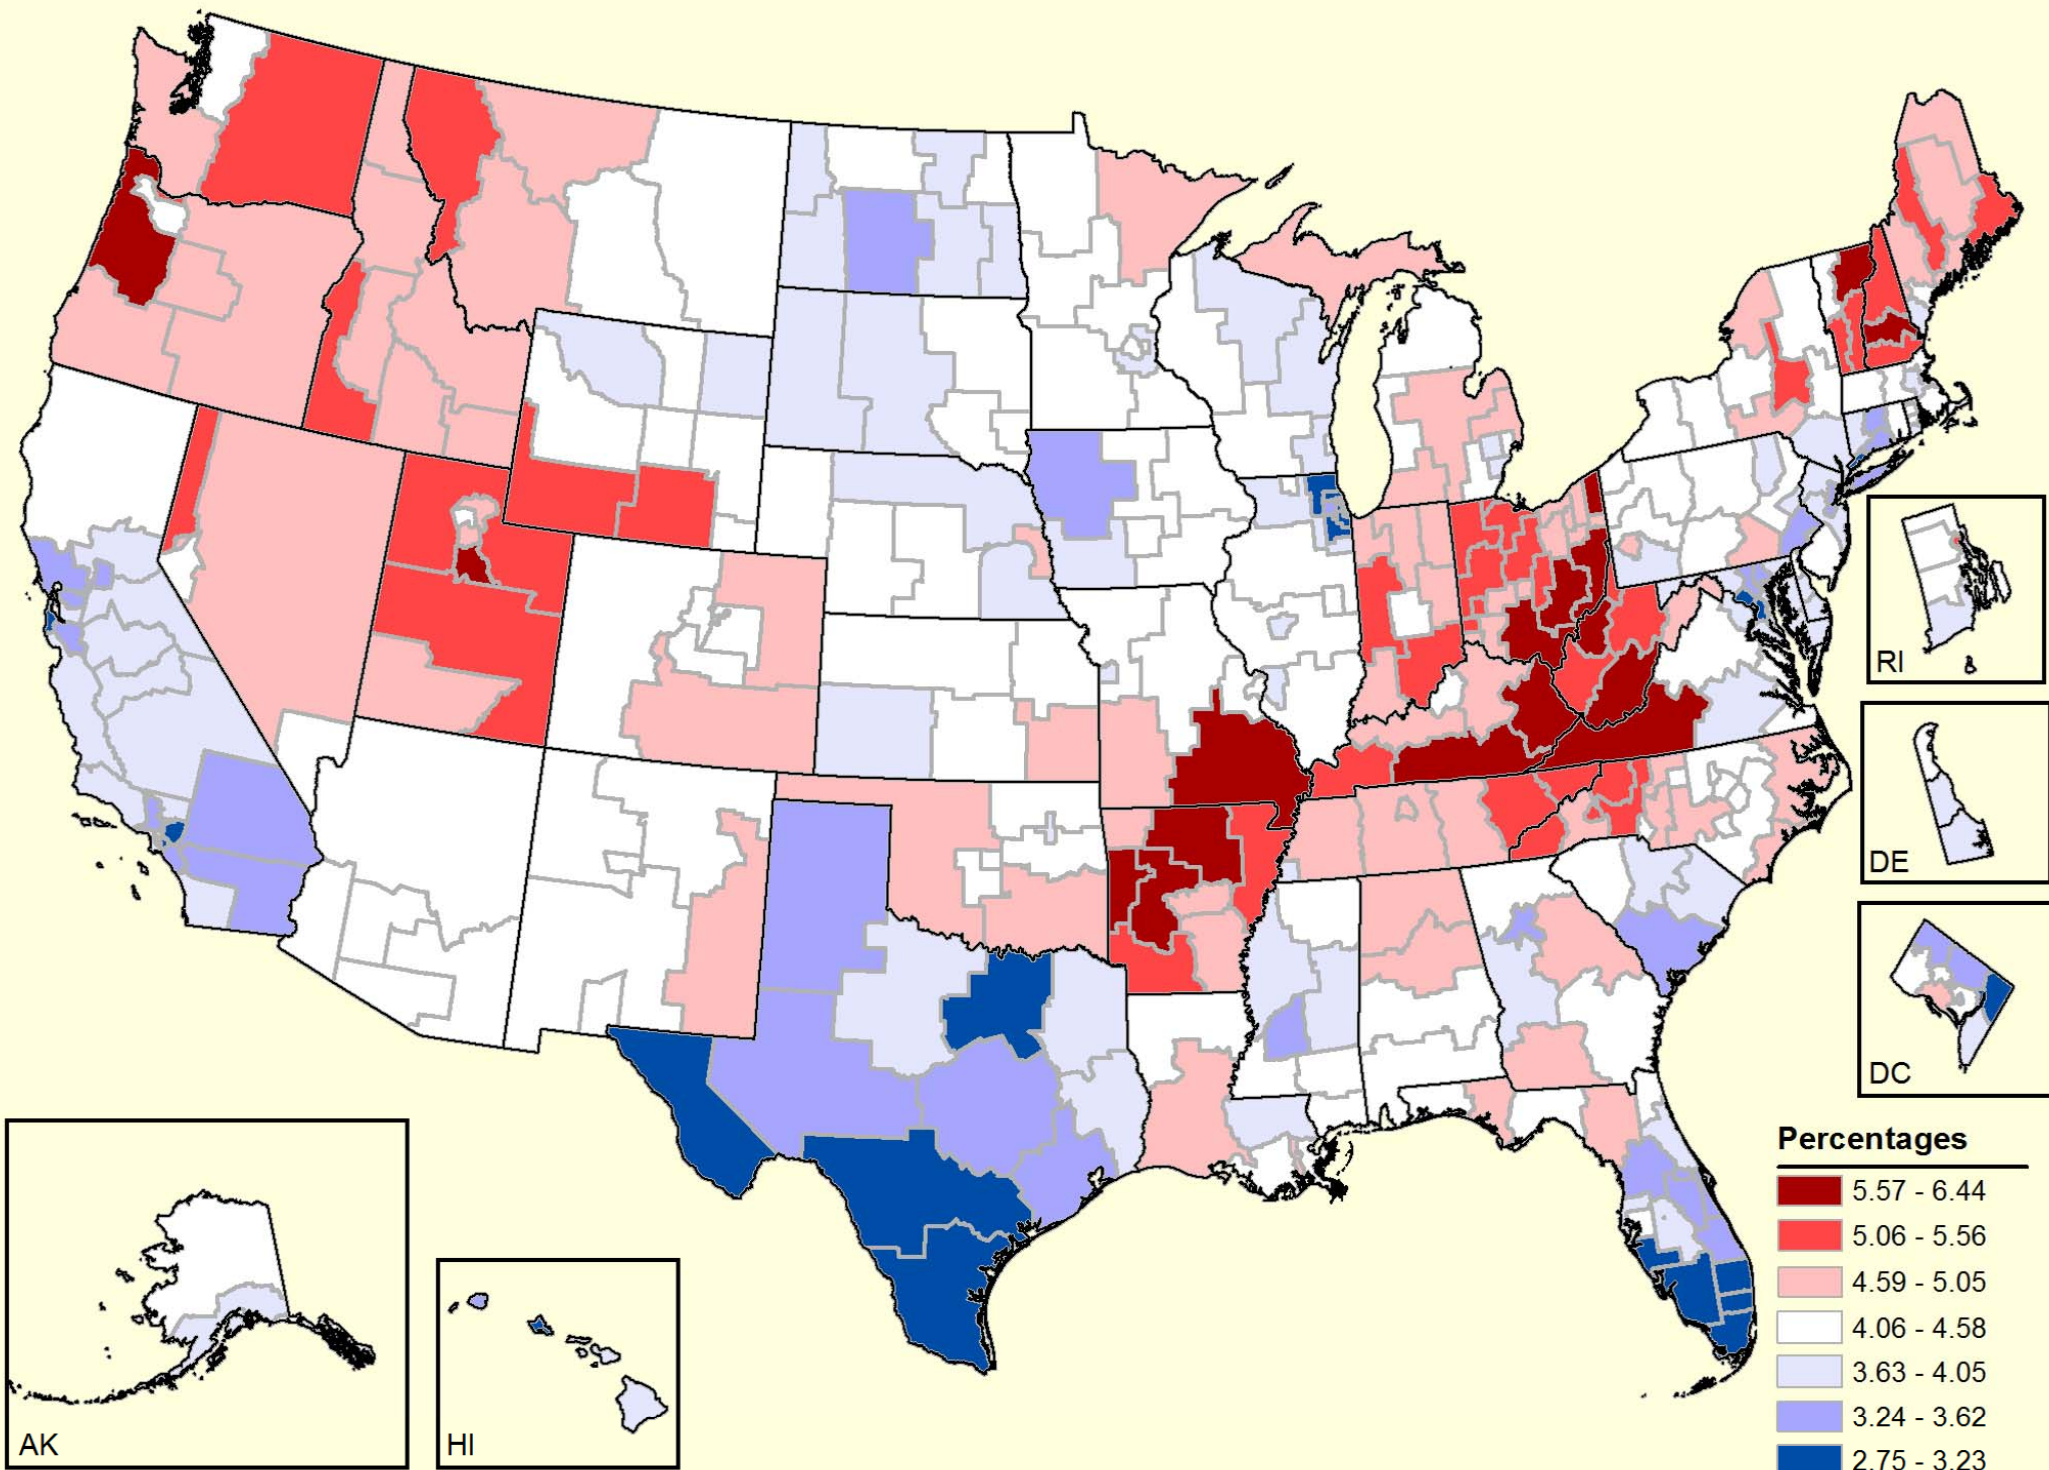 RI
DE
DC
Percentages
5.57 - 6.44
5.06 - 5.56
4.59 - 5.05
4.06 - 4.58
3.63 - 4.05
3.24 - 3.62
2.75 - 3.23
AK
HI